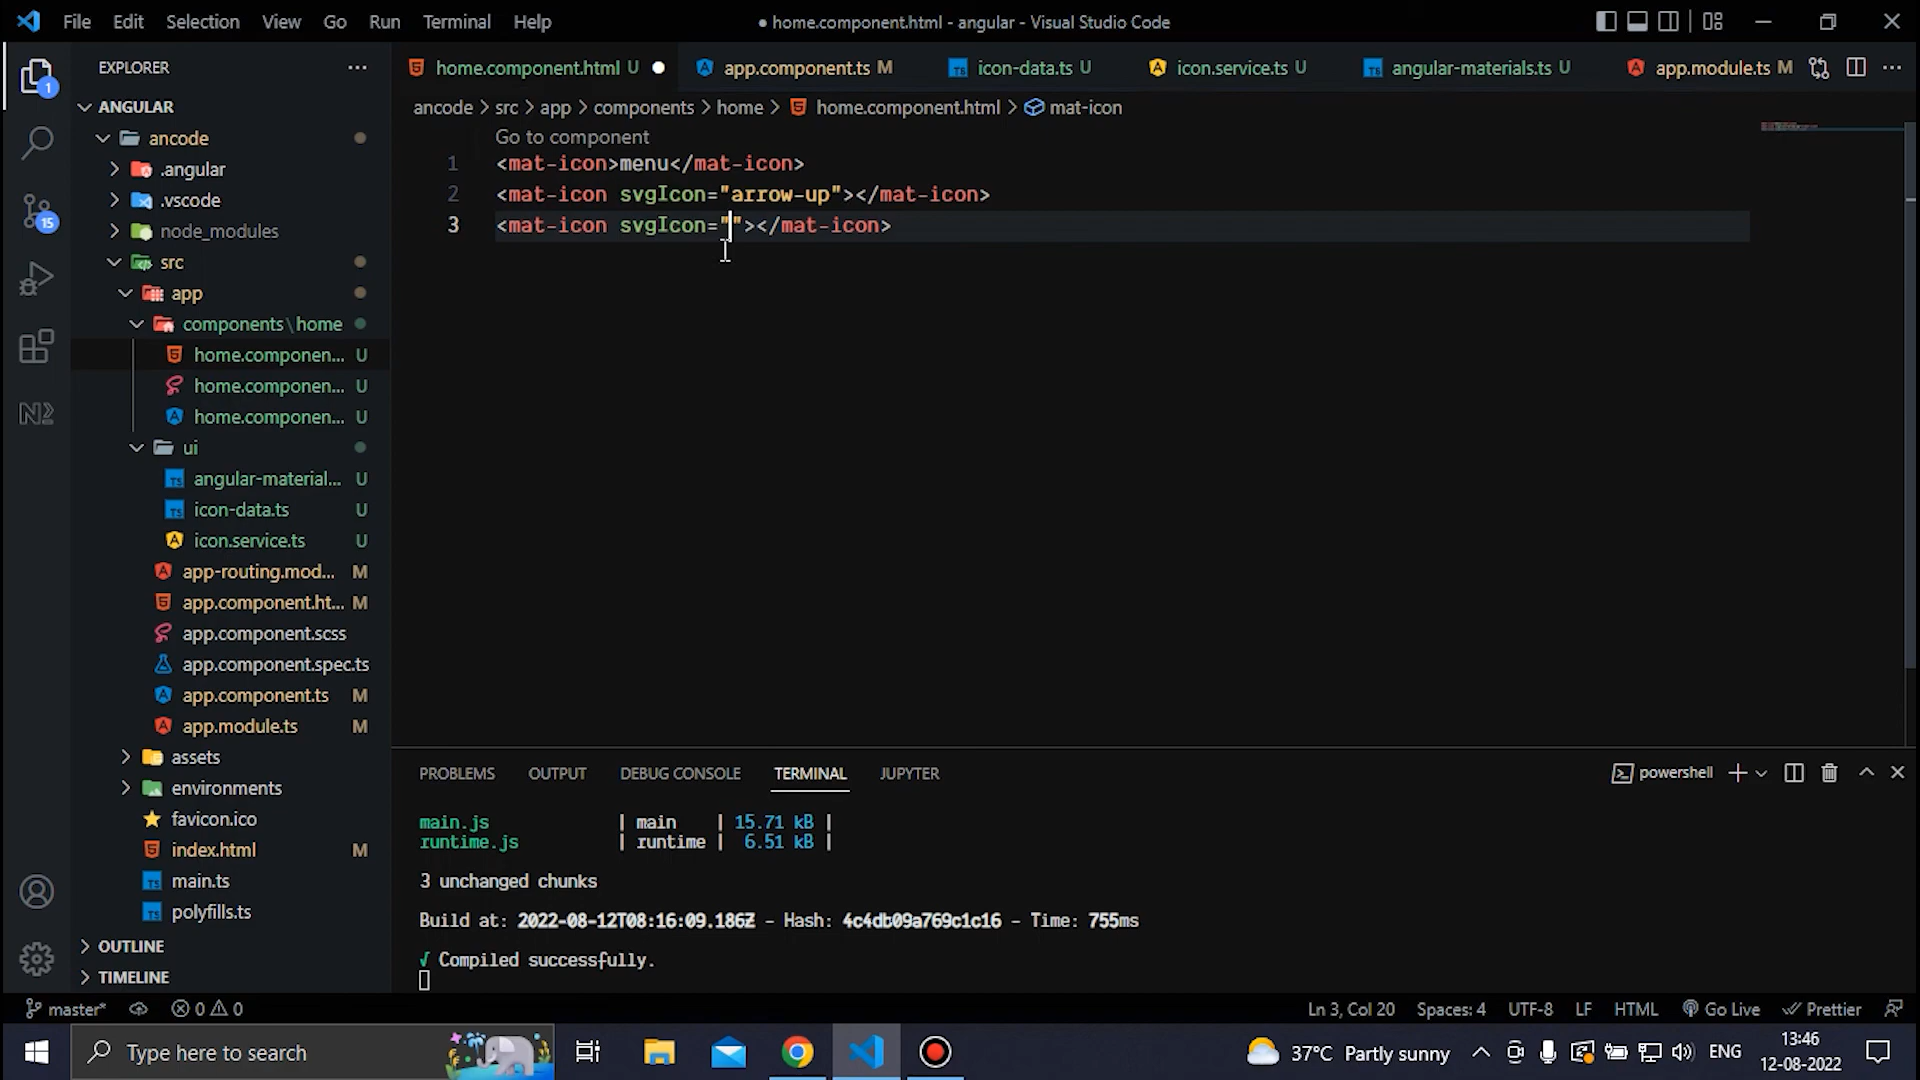 File Edit Selection View Go Run Terminal Help
● home.component.html - angular - Visual Studio Code
EXPLORER
home.component.html U
app.component.ts M
icon-data.ts U
icon.service.ts U
angular-materials.ts U
app.module.ts M
ancode > src > app > components > home > home.component.html > mat-icon
Go to component
1 <mat-icon>menu</mat-icon>
2 <mat-icon svgIcon="arrow-up"></mat-icon>
3 <mat-icon svgIcon=""></mat-icon>
1
15
ANGULAR
ancode
.angular
.vscode
node_modules
src
app
components\home
home.componen... U
home.componen... U
home.componen... U
ui
angular-material... U
icon-data.ts U
icon.service.ts U
app-routing.mod... M
app.component.ht... M
app.component.scss
app.component.spec.ts
app.component.ts M
app.module.ts M
assets
environments
favicon.ico
index.html M
main.ts
polyfills.ts
OUTLINE
TIMELINE
PROBLEMS OUTPUT DEBUG CONSOLE TERMINAL JUPYTER
powershell
main.js | main | 15.71 kB |
runtime.js | runtime | 6.51 kB |
3 unchanged chunks
Build at: 2022-08-12T08:16:09.186Z - Hash: 4c4db09a769c1c16 - Time: 755ms
√ Compiled successfully.
master* 0 0
Ln 3, Col 20 Spaces: 4 UTF-8 LF HTML Go Live Prettier
Type here to search
37°C Partly sunny
ENG
13:46
12-08-2022